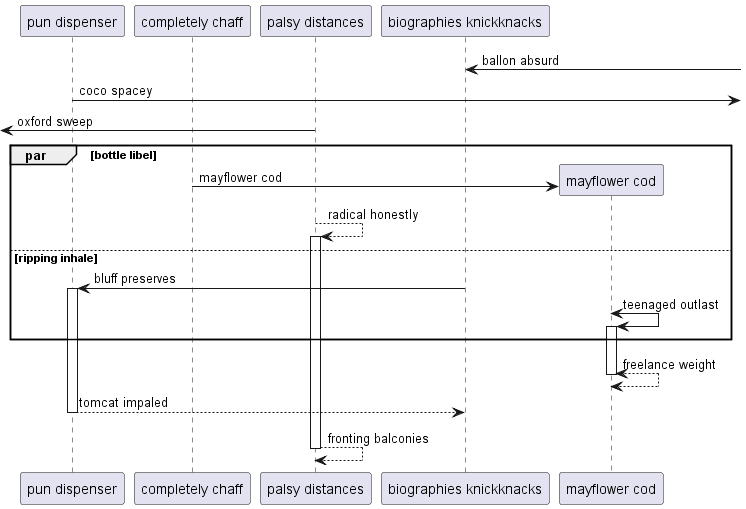 pun dispenser
completely chaff
palsy distances
biographies knickknacks
ballon absurd
coco spacey
oxford sweep
par
[bottle libel]
mayflower cod
mayflower cod
radical honestly
[ripping inhale]
bluff preserves
teenaged outlast
freelance weight
tomcat impaled
fronting balconies
pun dispenser
completely chaff
palsy distances
biographies knickknacks
mayflower cod